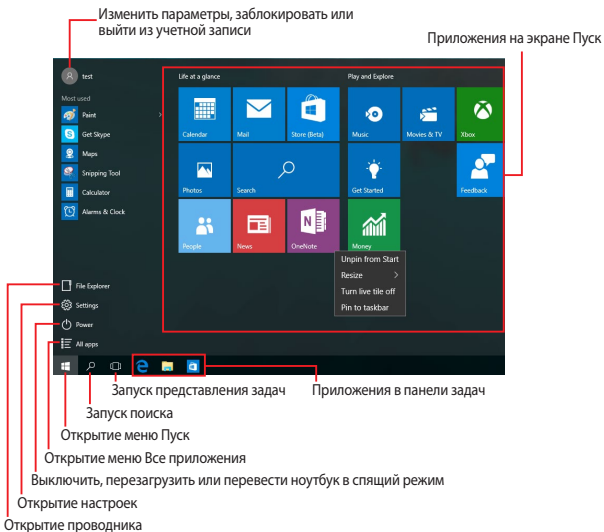 Изменить параметры, заблокировать или
выйти из учетной записи
Приложения на экране Пуск
test
Life at a glance
Play and Explore
Most used
Paint
Get Skype
Maps
Snipping Tool
Calculator
Alarms & Clock
Calendar
Mail
Store (Beta)
Music
Movies & TV
Xbox
Photos
Search
Get Started
Feedback
People
News
OneNote
Money
Unpin from Start
Resize
Turn live tile off
Pin to taskbar
File Explorer
Settings
Power
All apps
Запуск представления задач
Приложения в панели задач
Запуск поиска
Открытие меню Пуск
Открытие меню Все приложения
Выключить, перезагрузить или перевести ноутбук в спящий режим
Открытие настроек
Открытие проводника